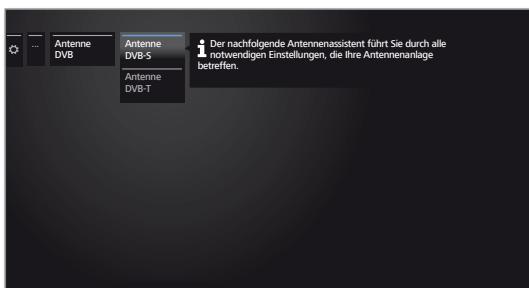 ...
Antenne
DVB
Antenne
DVB-S
Antenne
DVB-T
Der nachfolgende Antennenassistent führt Sie durch alle
notwendigen Einstellungen, die Ihre Antennenanlage
betreffen.